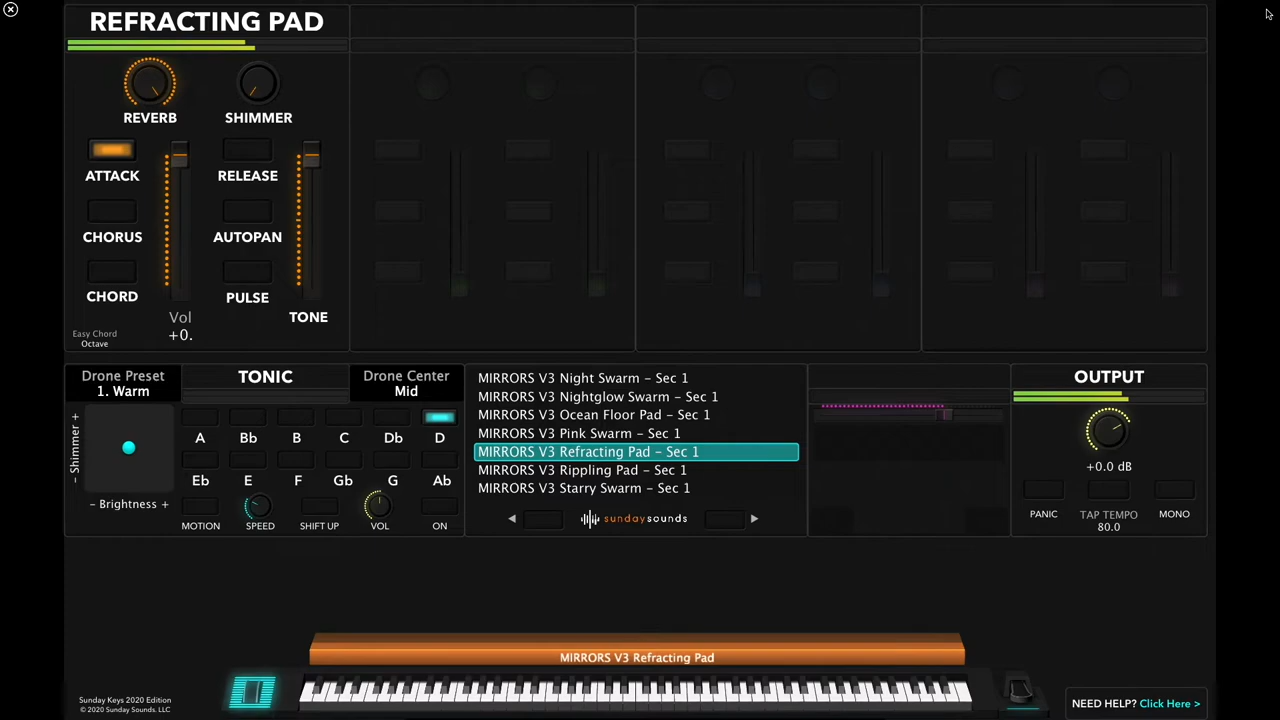 REFRACTING PAD
REVERB
SHIMMER
ATTACK
RELEASE
CHORUS
AUTOPAN
CHORD
PULSE
Vol
+0.
TONE
Easy Chord
Octave
Drone Preset
1. Warm
TONIC
Drone Center
Mid
– Shimmer +
– Brightness +
A
Bb
B
C
Db
D
Eb
E
F
Gb
G
Ab
MOTION
SPEED
SHIFT UP
VOL
ON
MIRRORS V3 Night Swarm – Sec 1
MIRRORS V3 Nightglow Swarm – Sec 1
MIRRORS V3 Ocean Floor Pad – Sec 1
MIRRORS V3 Pink Swarm – Sec 1
MIRRORS V3 Refracting Pad – Sec 1
MIRRORS V3 Rippling Pad – Sec 1
MIRRORS V3 Starry Swarm – Sec 1
sundaysounds
OUTPUT
+0.0 dB
PANIC
TAP TEMPO
80.0
MONO
MIRRORS V3 Refracting Pad
Sunday Keys 2020 Edition
© 2020 Sunday Sounds. LLC
NEED HELP? Click Here >